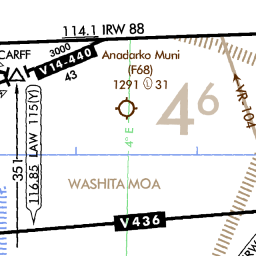 114.1 IRW 88
CARFF
3000
V14-440
43
Anadarko Muni
(F68)
1291 Ⓛ 31
4⁶
VR-104
4° E
116.85 LAW 115(Y)
351
WASHITA MOA
V436